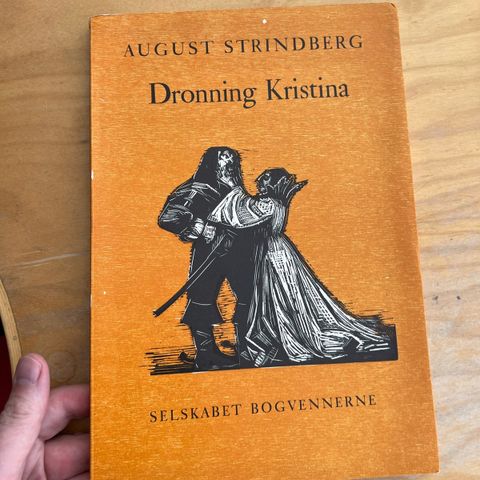 AUGUST STRINDBERG
Dronning Kristina
SELSKABET BOGVENNERNE